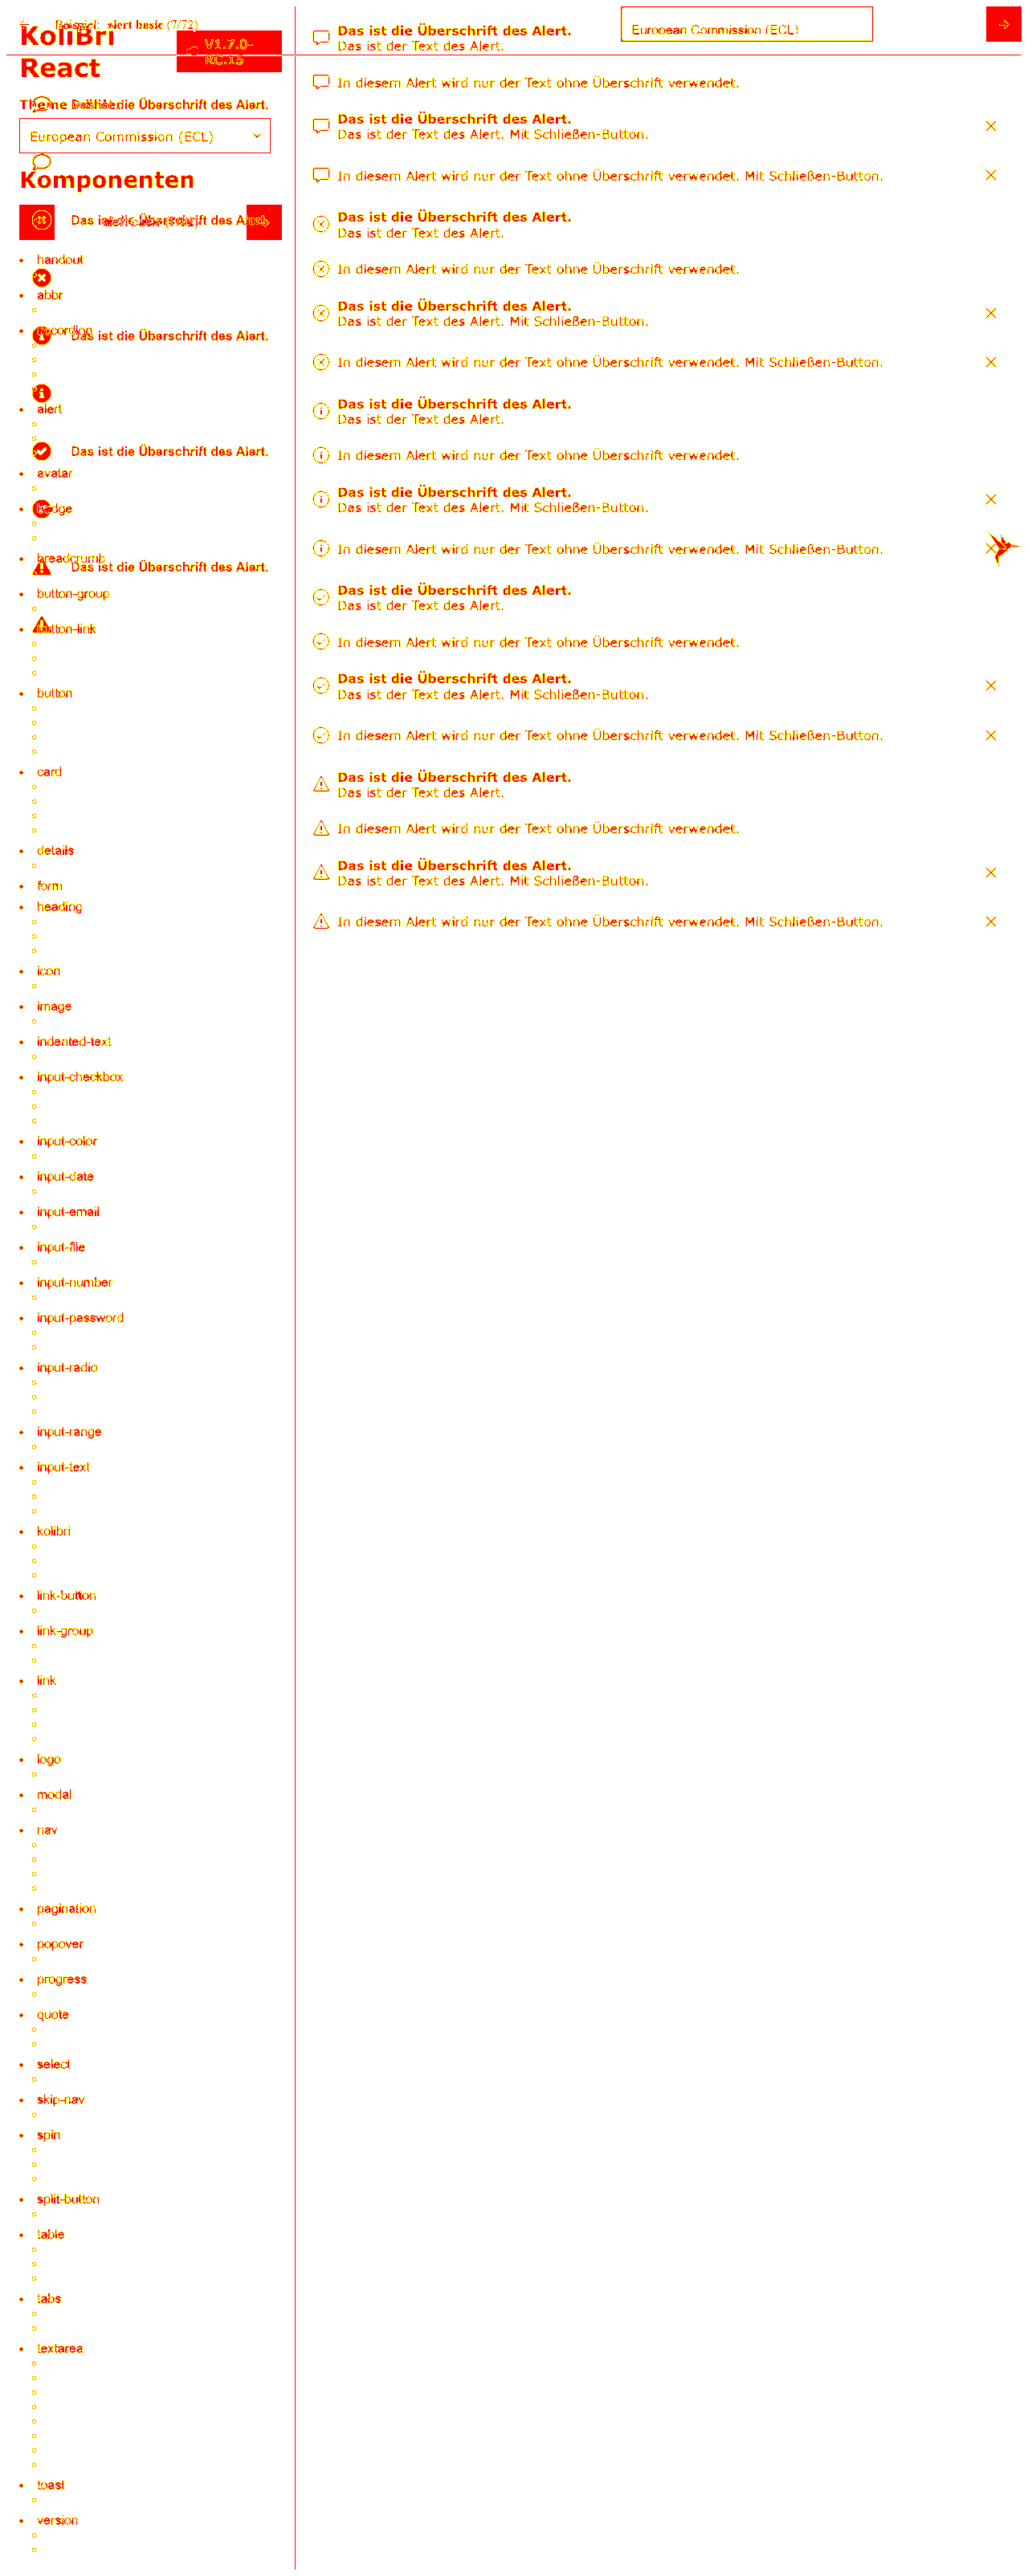 Beispiel: alert basic (7/72)
KoliBri
React
V1.7.0-
RC.15
European Commission (ECL)
Theme
Das ist die Überschrift des Alert.
European Commission (ECL)
Komponenten
Das ist die Überschrift des Alert.
handout
abbr
accordion
Das ist die Überschrift des Alert.
alert
Das ist die Überschrift des Alert.
avatar
badge
breadcrumb
Das ist die Überschrift des Alert.
button-group
button-link
button
card
details
form
heading
icon
image
indented-text
input-checkbox
input-color
input-date
input-email
input-file
input-number
input-password
input-radio
input-range
input-text
kolibri
link-button
link-group
link
logo
modal
nav
pagination
popover
progress
quote
select
skip-nav
spin
split-button
table
tabs
textarea
toast
version
Das ist die Überschrift des Alert.
Das ist der Text des Alert.
In diesem Alert wird nur der Text ohne Überschrift verwendet.
Das ist die Überschrift des Alert.
Das ist der Text des Alert. Mit Schließen-Button.
In diesem Alert wird nur der Text ohne Überschrift verwendet. Mit Schließen-Button.
Das ist die Überschrift des Alert.
Das ist der Text des Alert.
In diesem Alert wird nur der Text ohne Überschrift verwendet.
Das ist die Überschrift des Alert.
Das ist der Text des Alert. Mit Schließen-Button.
In diesem Alert wird nur der Text ohne Überschrift verwendet. Mit Schließen-Button.
Das ist die Überschrift des Alert.
Das ist der Text des Alert.
In diesem Alert wird nur der Text ohne Überschrift verwendet.
Das ist die Überschrift des Alert.
Das ist der Text des Alert. Mit Schließen-Button.
In diesem Alert wird nur der Text ohne Überschrift verwendet. Mit Schließen-Button.
Das ist die Überschrift des Alert.
Das ist der Text des Alert.
In diesem Alert wird nur der Text ohne Überschrift verwendet.
Das ist die Überschrift des Alert.
Das ist der Text des Alert. Mit Schließen-Button.
In diesem Alert wird nur der Text ohne Überschrift verwendet. Mit Schließen-Button.
Das ist die Überschrift des Alert.
Das ist der Text des Alert.
In diesem Alert wird nur der Text ohne Überschrift verwendet.
Das ist die Überschrift des Alert.
Das ist der Text des Alert. Mit Schließen-Button.
In diesem Alert wird nur der Text ohne Überschrift verwendet. Mit Schließen-Button.